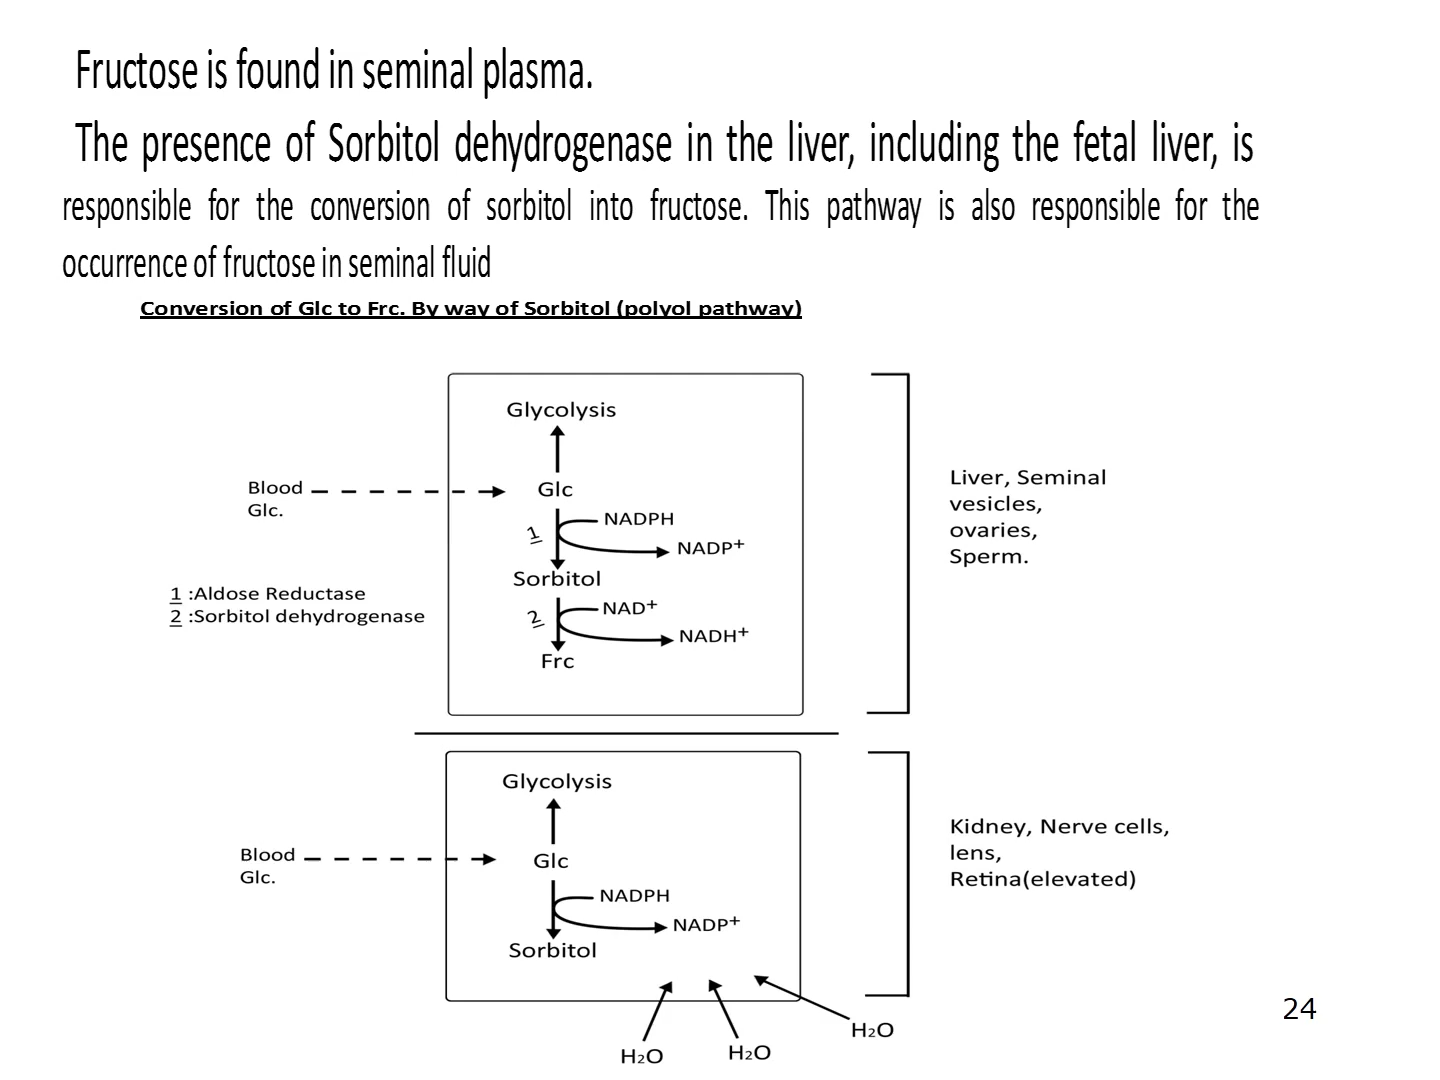 Fructose is found in seminal plasma.
The presence of Sorbitol dehydrogenase in the liver, including the fetal liver, is
responsible for the conversion of sorbitol into fructose. This pathway is also responsible for the
occurrence of fructose in seminal fluid
Conversion of Glc to Frc. By way of Sorbitol (polyol pathway)
Glycolysis
Blood
Glc.
Glc
1
NADPH
NADP+
Sorbitol
2
NAD+
NADH+
Frc
1 :Aldose Reductase
2 :Sorbitol dehydrogenase
Liver, Seminal
vesicles,
ovaries,
Sperm.
Glycolysis
Blood
Glc.
Glc
NADPH
NADP+
Sorbitol
H2O
H2O
H2O
Kidney, Nerve cells,
lens,
Retina(elevated)
24